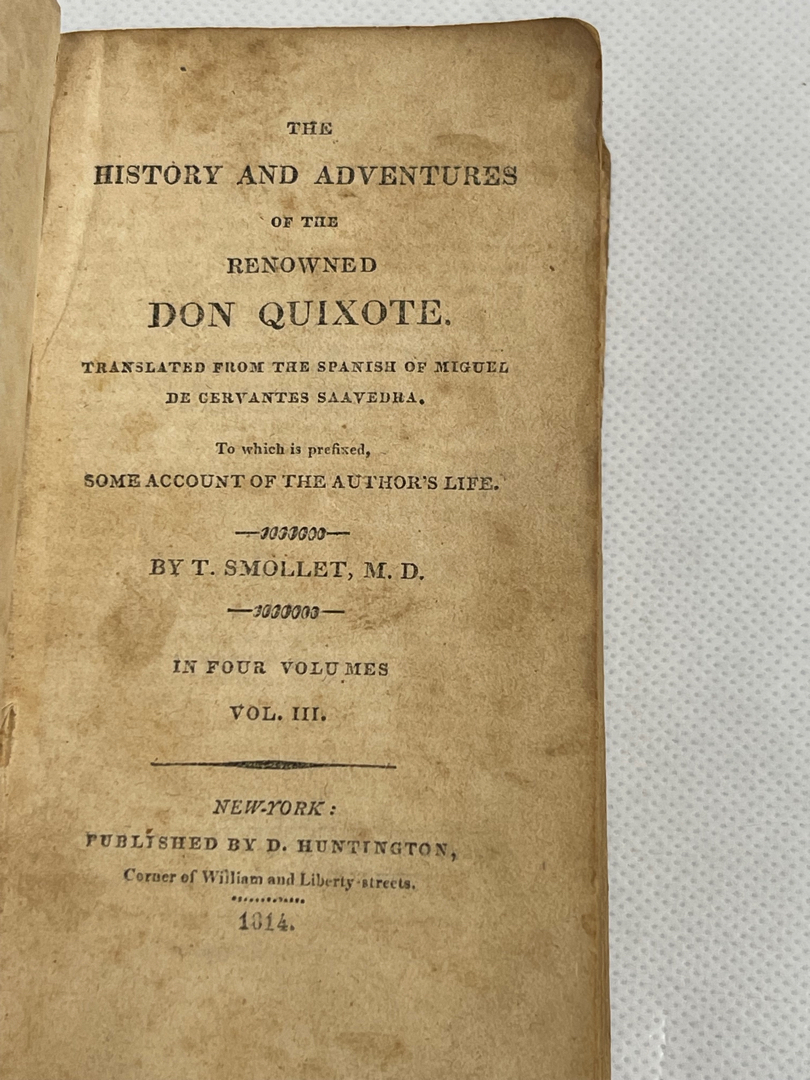 THE
HISTORY AND ADVENTURES
OF THE
RENOWNED
DON QUIXOTE.
TRANSLATED FROM THE SPANISH OF MIGUEL
DE CERVANTES SAAVEDRA.
To which is prefixed,
SOME ACCOUNT OF THE AUTHOR'S LIFE.
BY T. SMOLLET, M. D.
IN FOUR VOLUMES
VOL. III.
NEW-YORK:
PUBLISHED BY D. HUNTINGTON,
Corner of William and Liberty-streets.
1814.